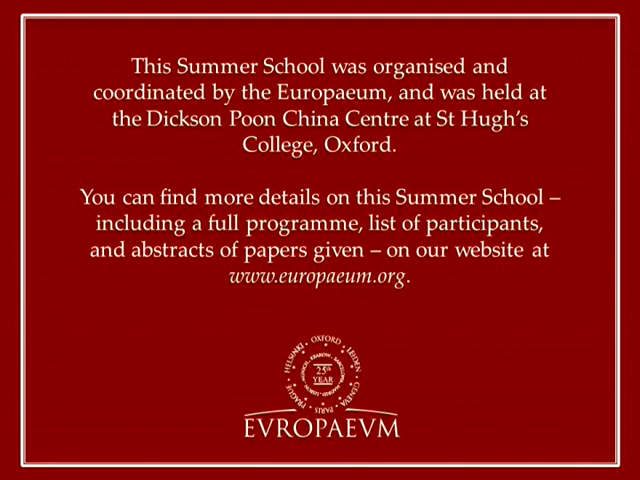 This Summer School was organised and
coordinated by the Europaeum, and was held at
the Dickson Poon China Centre at St Hugh’s
College, Oxford.
You can find more details on this Summer School –
including a full programme, list of participants,
and abstracts of papers given – on our website at
www.europaeum.org.
HELSINKI • OXFORD • LEIDEN • GENEVA • PARIS • PRAGUE
KRAKOW
25th
YEAR
EVROPAEVM